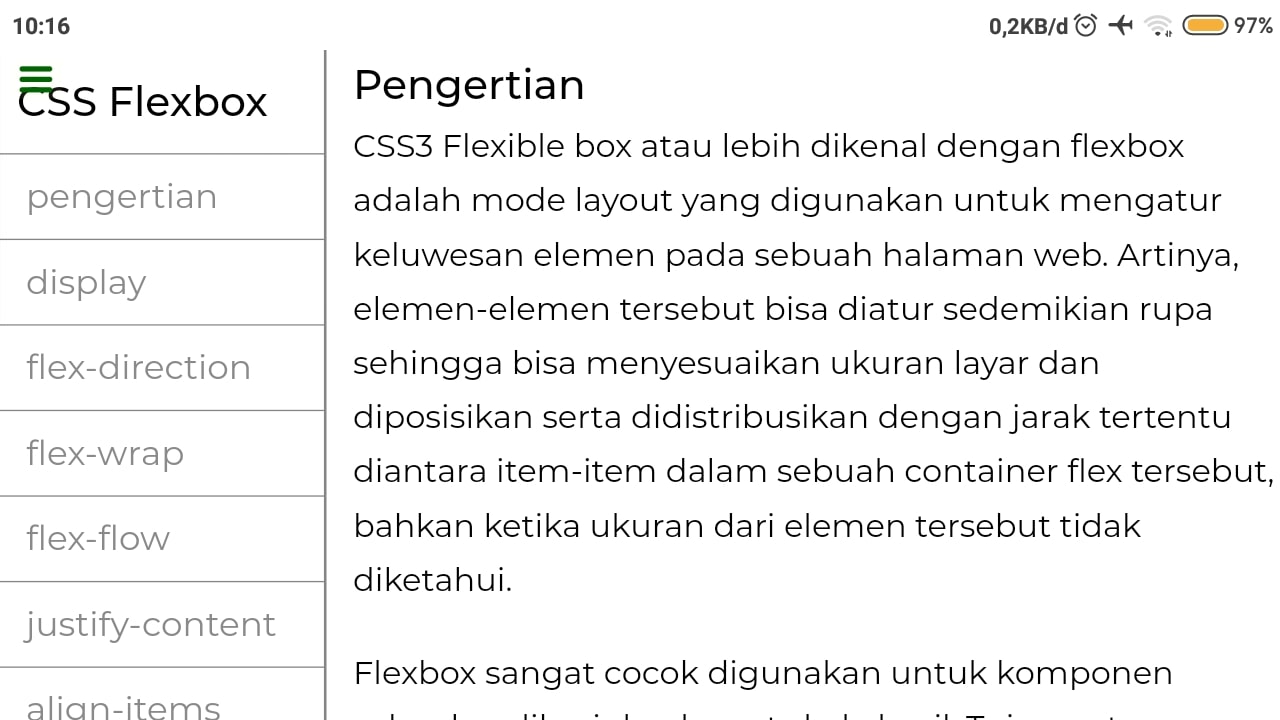 10:16
0,2KB/d
97%
CSS Flexbox
pengertian
display
flex-direction
flex-wrap
flex-flow
justify-content
align-items
Pengertian
CSS3 Flexible box atau lebih dikenal dengan flexbox
adalah mode layout yang digunakan untuk mengatur
keluwesan elemen pada sebuah halaman web. Artinya,
elemen-elemen tersebut bisa diatur sedemikian rupa
sehingga bisa menyesuaikan ukuran layar dan
diposisikan serta didistribusikan dengan jarak tertentu
diantara item-item dalam sebuah container flex tersebut,
bahkan ketika ukuran dari elemen tersebut tidak
diketahui.
Flexbox sangat cocok digunakan untuk komponen